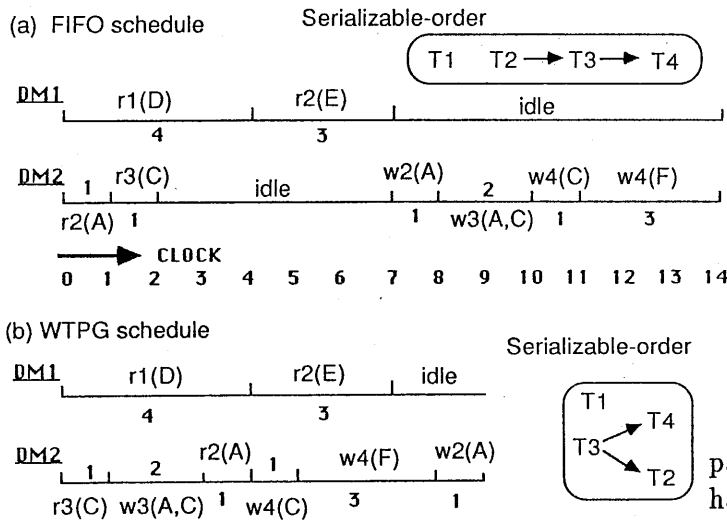 (a) FIFO schedule
Serializable-order
T1 T2 T3 T4
DM1
r1(D) r2(E) idle
4 3
DM2
1 r3(C) idle w2(A) 2 w4(C) w4(F)
r2(A) 1 1 w3(A,C) 1 3
CLOCK
0 1 2 3 4 5 6 7 8 9 10 11 12 13 14
(b) WTPG schedule
Serializable-order
DM1
r1(D) r2(E) idle
4 3
T1
T4
T3
T2
DM2
1 2 r2(A) 1 w4(F) w2(A)
r3(C) w3(A,C) 1 w4(C) 3 1